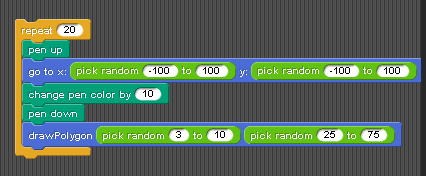 repeat 20
pen up
go to x: pick random -100 to 100 y: pick random -100 to 100
change pen color by 10
pen down
drawPolygon pick random 3 to 10 pick random 25 to 75